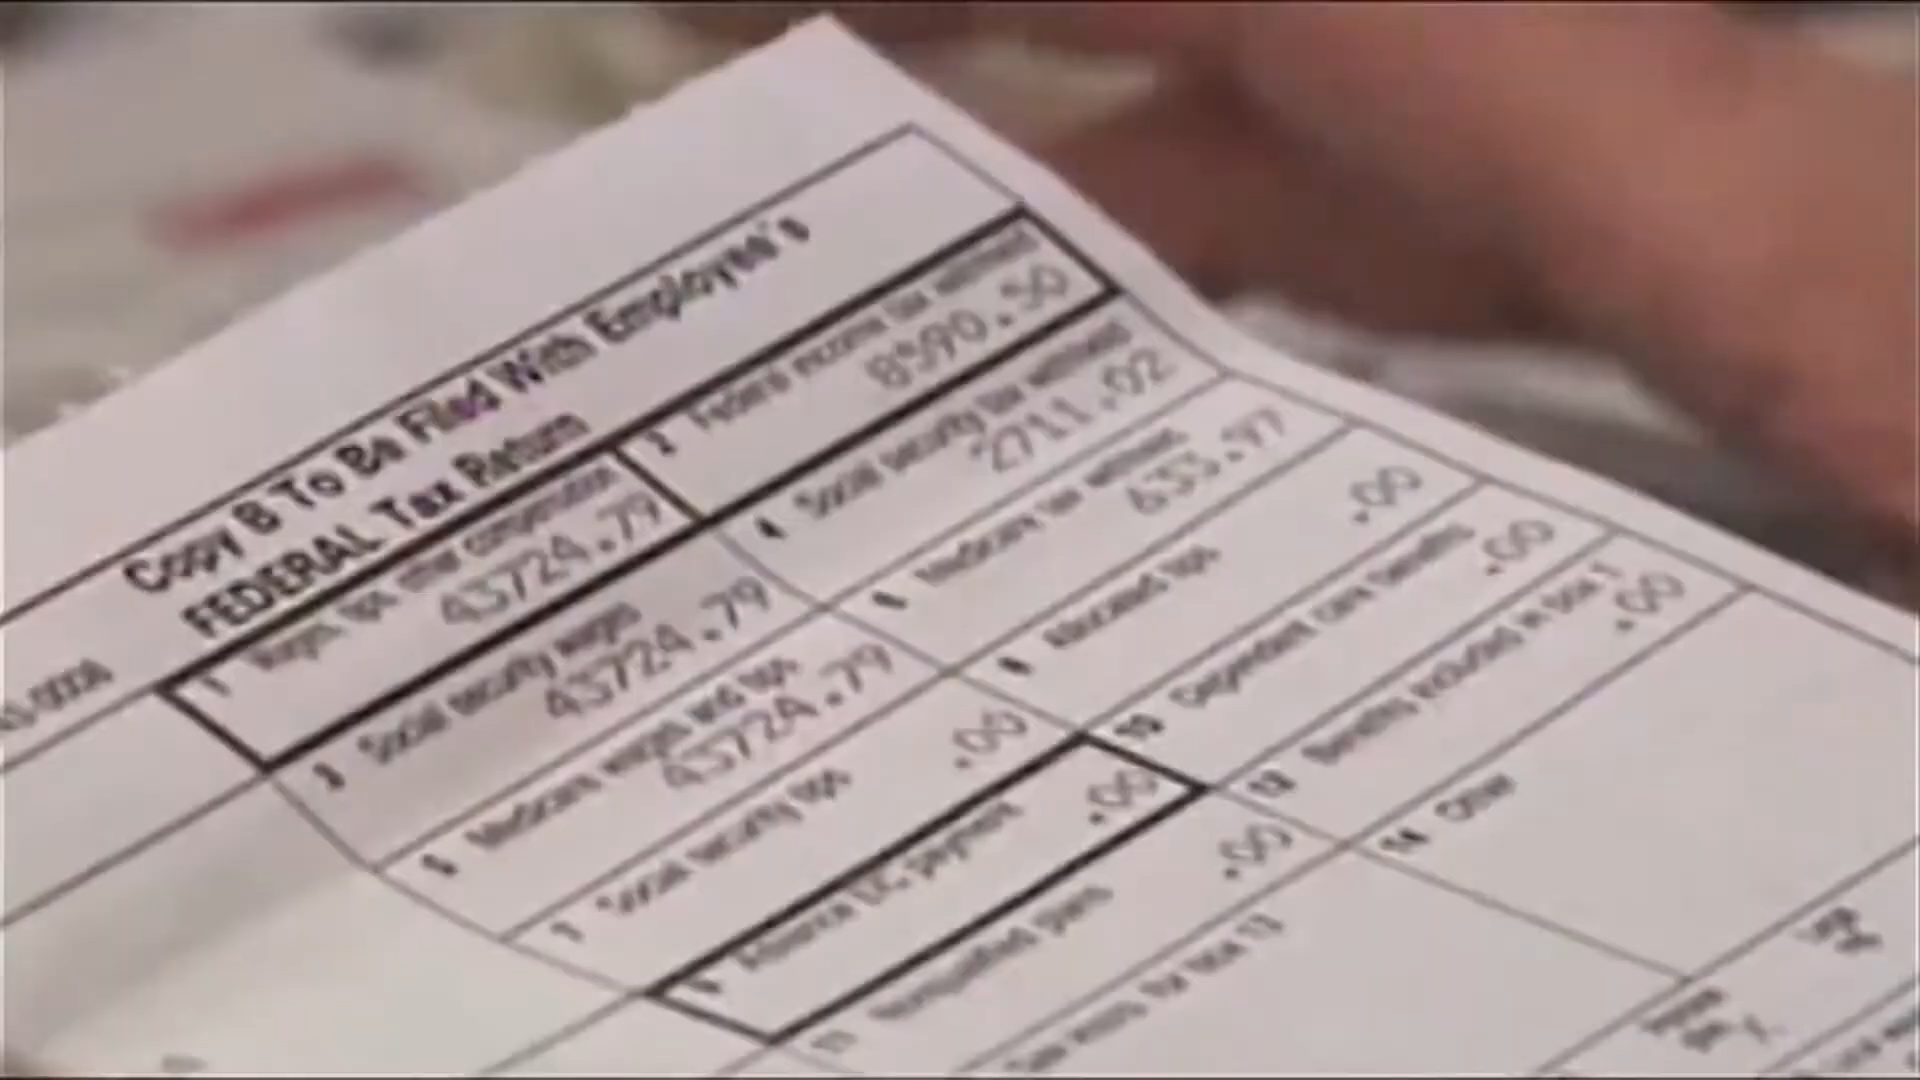 Copy B To Be Filed With Employee's
FEDERAL Tax Return
1 Wages, tips, other compensation
43724.79
2 Federal income tax withheld
8590.50
3 Social security wages
43724.79
4 Social security tax withheld
2711.02
5 Medicare wages and tips
43724.79
6 Medicare tax withheld
633.97
7 Social security tips
.00
8 Allocated tips
.00
9 Advance EIC payment
.00
10 Dependent care benefits
.00
11 Nonqualified plans
.00
12 Benefits included in box 1
.00
for box 13
14 Other